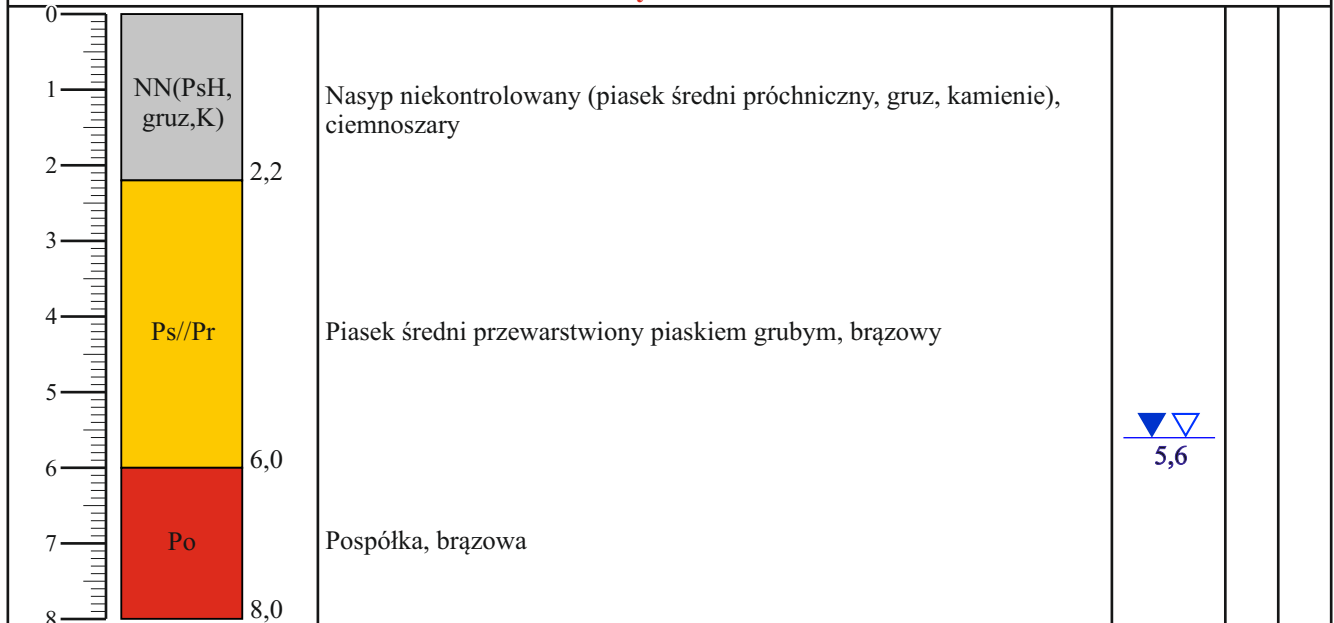 0
1
NN(PsH,
gruz,K)
Nasyp niekontrolowany (piasek średni próchniczny, gruz, kamienie),
ciemnoszary
2
2,2
3
4
Ps//Pr
Piasek średni przewarstwiony piaskiem grubym, brązowy
5
5,6
6
6,0
7
Po
Pospółka, brązowa
8
8,0